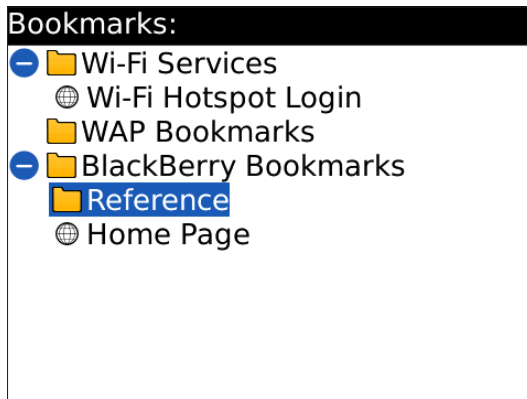 Bookmarks:
Wi-Fi Services
Wi-Fi Hotspot Login
WAP Bookmarks
BlackBerry Bookmarks
Reference
Home Page